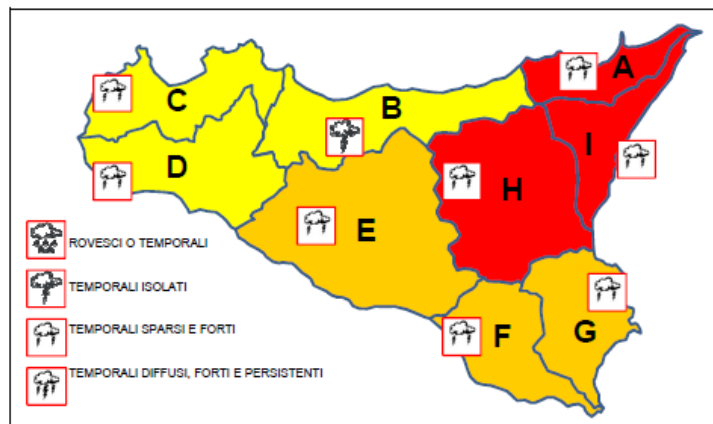 A
C
B
I
D
H
E
ROVESCI O TEMPORALI
TEMPORALI ISOLATI
G
F
TEMPORALI SPARSI E FORTI
TEMPORALI DIFFUSI, FORTI E PERSISTENTI